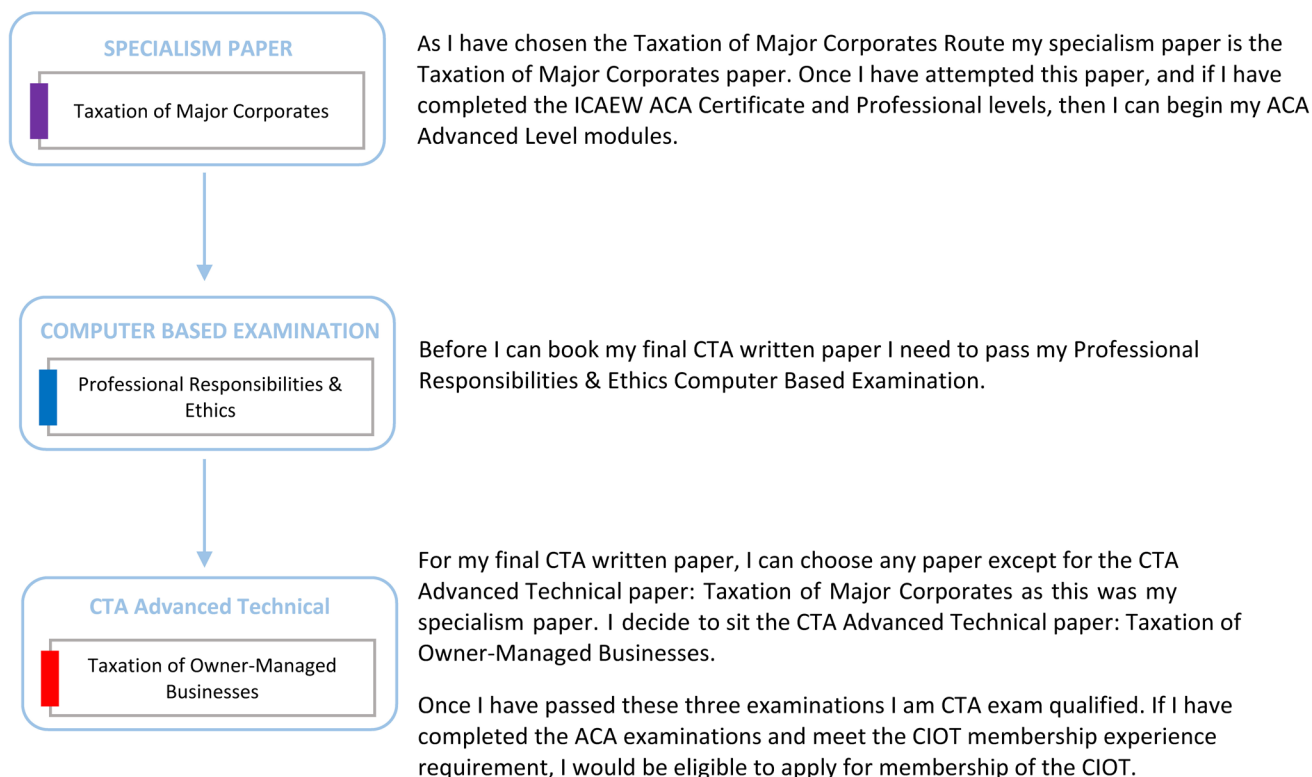 SPECIALISM PAPER
Taxation of Major Corporates
As I have chosen the Taxation of Major Corporates Route my specialism paper is the
Taxation of Major Corporates paper. Once I have attempted this paper, and if I have
completed the ICAEW ACA Certificate and Professional levels, then I can begin my ACA
Advanced Level modules.
COMPUTER BASED EXAMINATION
Professional Responsibilities &
Ethics
Before I can book my final CTA written paper I need to pass my Professional
Responsibilities & Ethics Computer Based Examination.
CTA Advanced Technical
Taxation of Owner-Managed
Businesses
For my final CTA written paper, I can choose any paper except for the CTA
Advanced Technical paper: Taxation of Major Corporates as this was my
specialism paper. I decide to sit the CTA Advanced Technical paper: Taxation of
Owner-Managed Businesses.
Once I have passed these three examinations I am CTA exam qualified. If I have
completed the ACA examinations and meet the CIOT membership experience
requirement, I would be eligible to apply for membership of the CIOT.